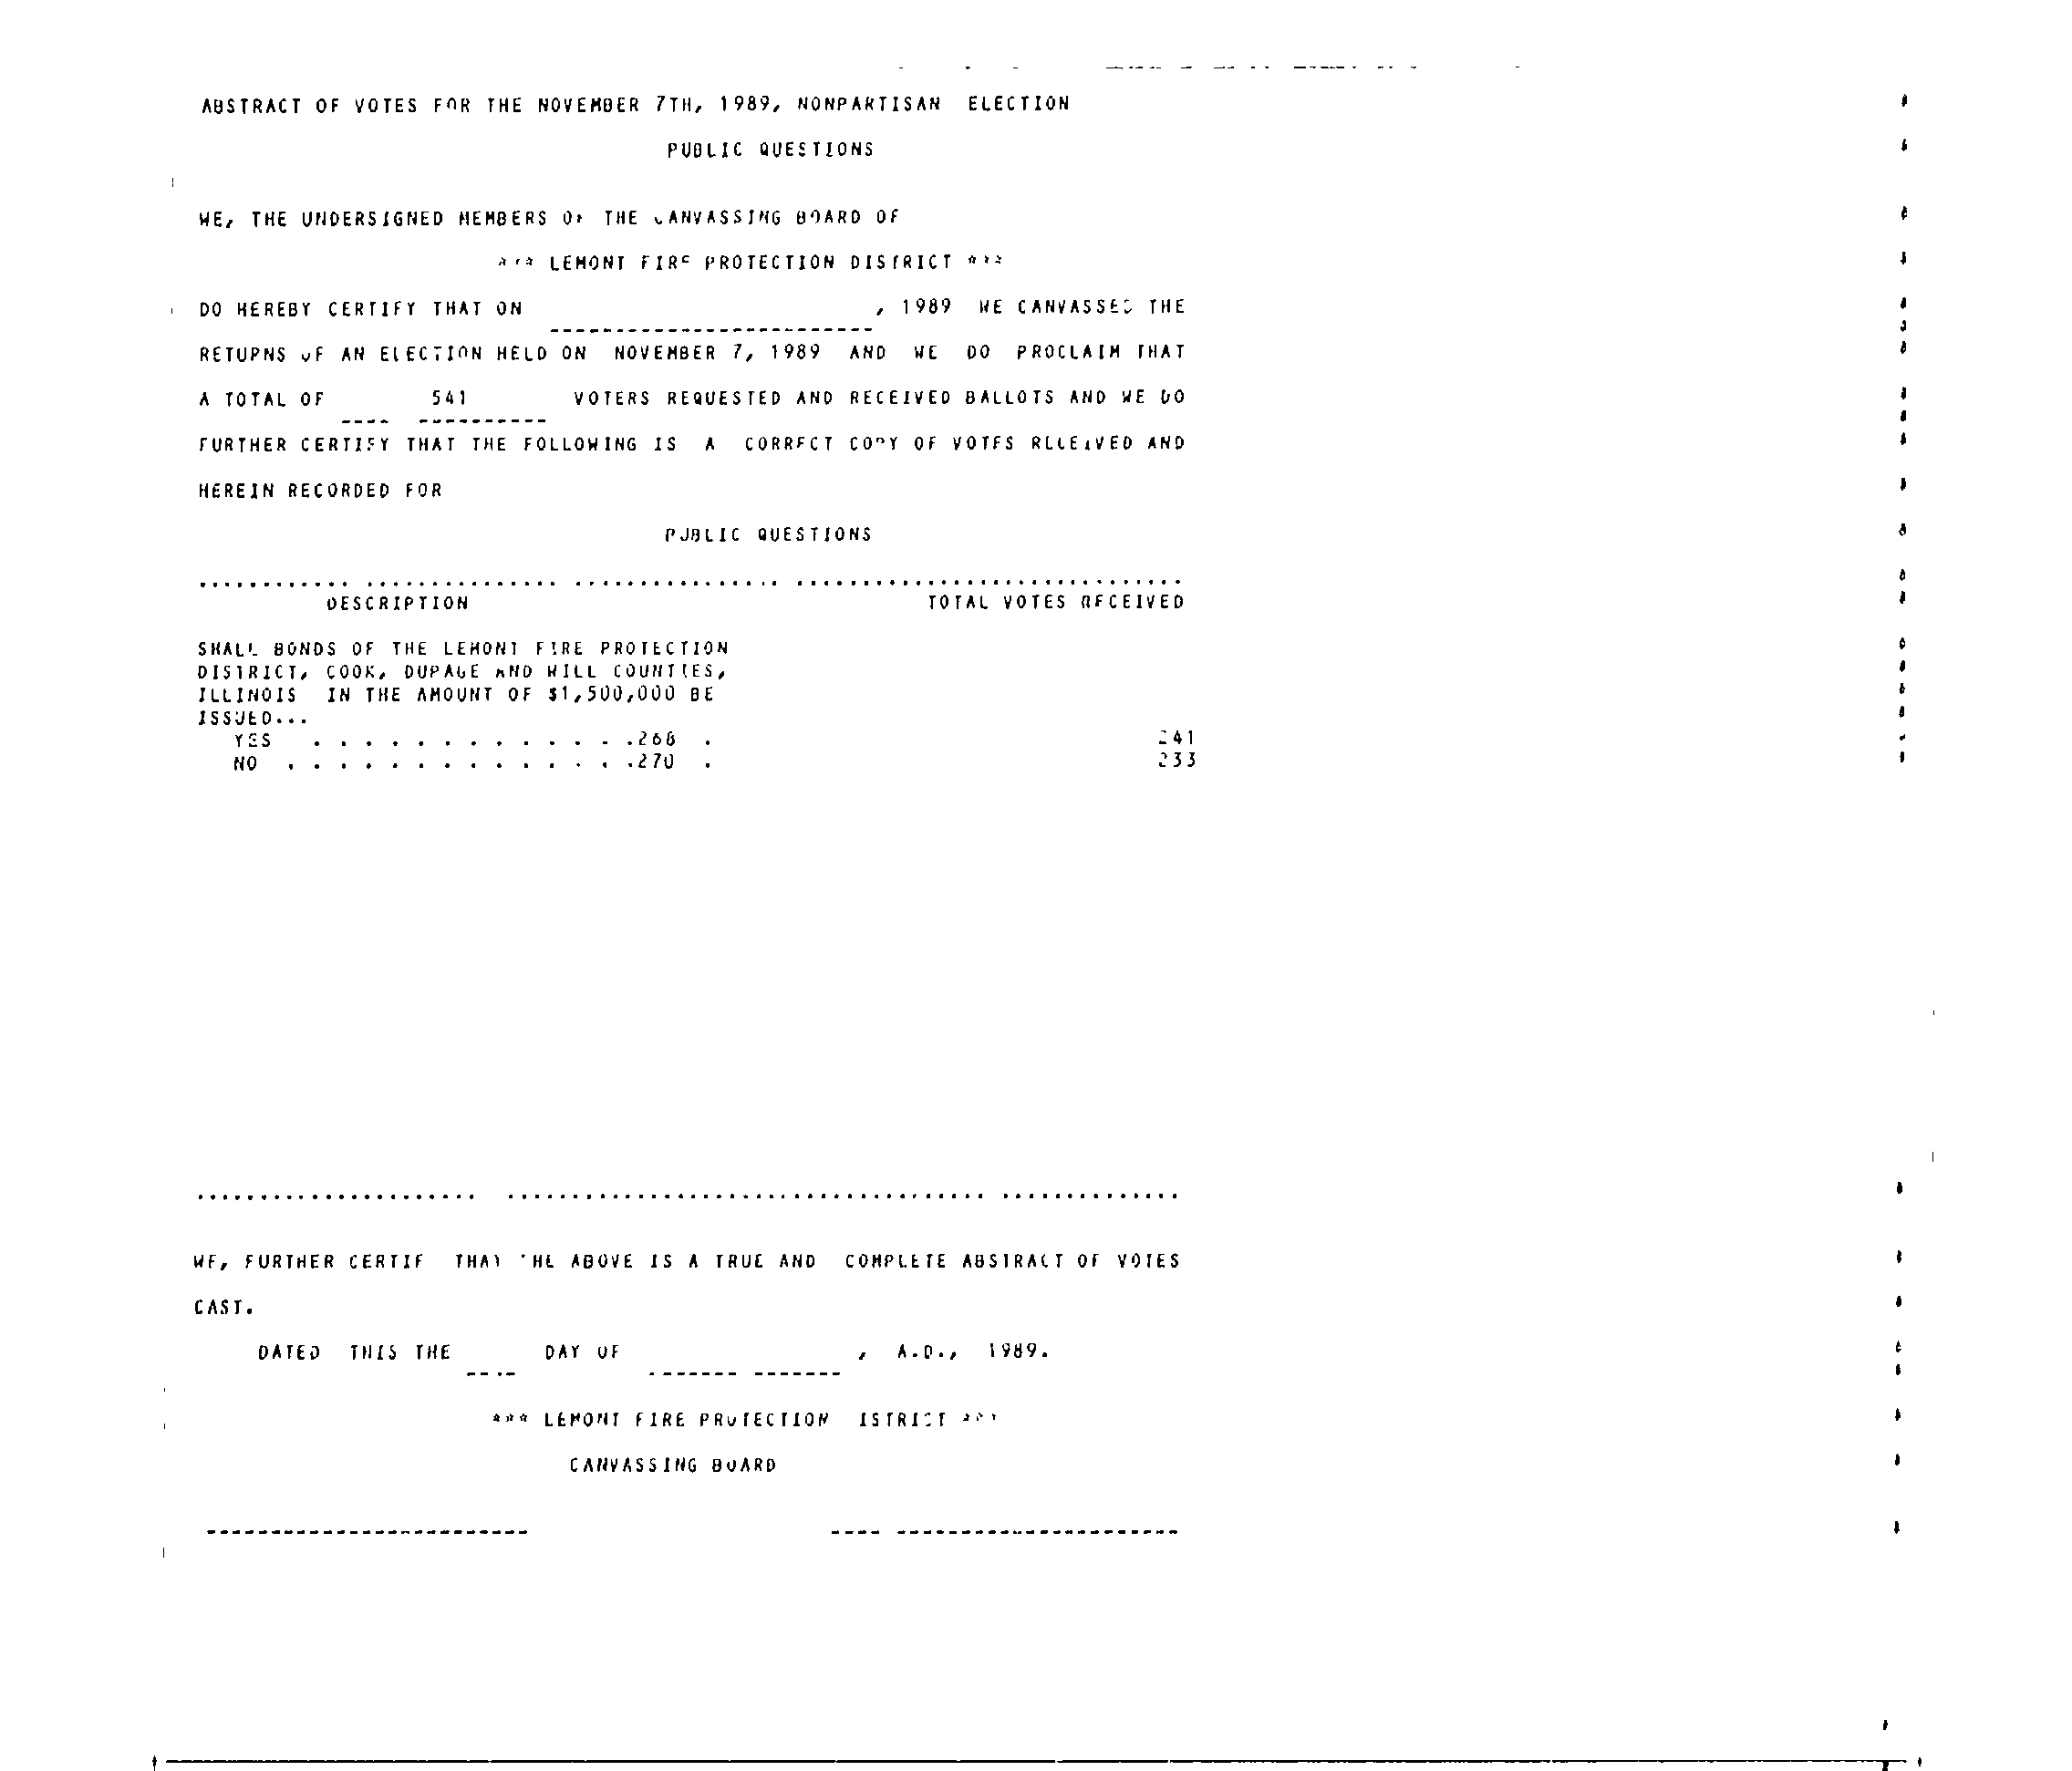 ABSTRACT OF VOTES FOR THE NOVEMBER 7TH, 1989, NONPARTISAN ELECTION
PUBLIC QUESTIONS
WE, THE UNDERSIGNED MEMBERS OF THE CANVASSING BOARD OF
*** LEMONT FIRE PROTECTION DISTRICT ***
DO HEREBY CERTIFY THAT ON ________________________, 1989 WE CANVASSED THE
RETURNS OF AN ELECTION HELD ON NOVEMBER 7, 1989 AND WE DO PROCLAIM THAT
A TOTAL OF 541 VOTERS REQUESTED AND RECEIVED BALLOTS AND WE DO
FURTHER CERTIFY THAT THE FOLLOWING IS A CORRECT COPY OF VOTES RECEIVED AND
HEREIN RECORDED FOR
PUBLIC QUESTIONS
DESCRIPTION TOTAL VOTES RECEIVED
SHALL BONDS OF THE LEMONT FIRE PROTECTION
DISTRICT, COOK, DUPAGE AND WILL COUNTIES,
ILLINOIS IN THE AMOUNT OF $1,500,000 BE
ISSUED...
YES . . . . . . . . . . . . . . 241
NO . . . . . . . . . . . . . . .270 . 233
WE, FURTHER CERTIF THAT THE ABOVE IS A TRUE AND COMPLETE ABSTRACT OF VOTES
CAST.
DATED THIS THE ____ DAY OF ______________, A.D., 1989.
*** LEMONT FIRE PROTECTION ISTRICT ***
CANVASSING BOARD